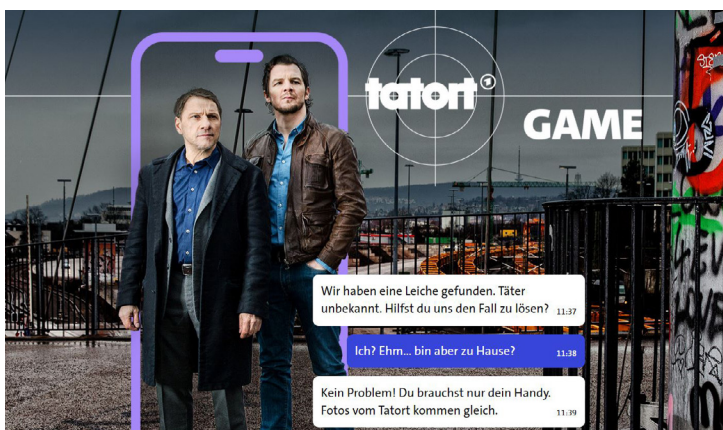 tatort
GAME
Wir haben eine Leiche gefunden. Täter
unbekannt. Hilfst du uns den Fall zu lösen? 11:37
Ich? Ehm... bin aber zu Hause? 11:38
Kein Problem! Du brauchst nur dein Handy.
Fotos vom Tatort kommen gleich. 11:39